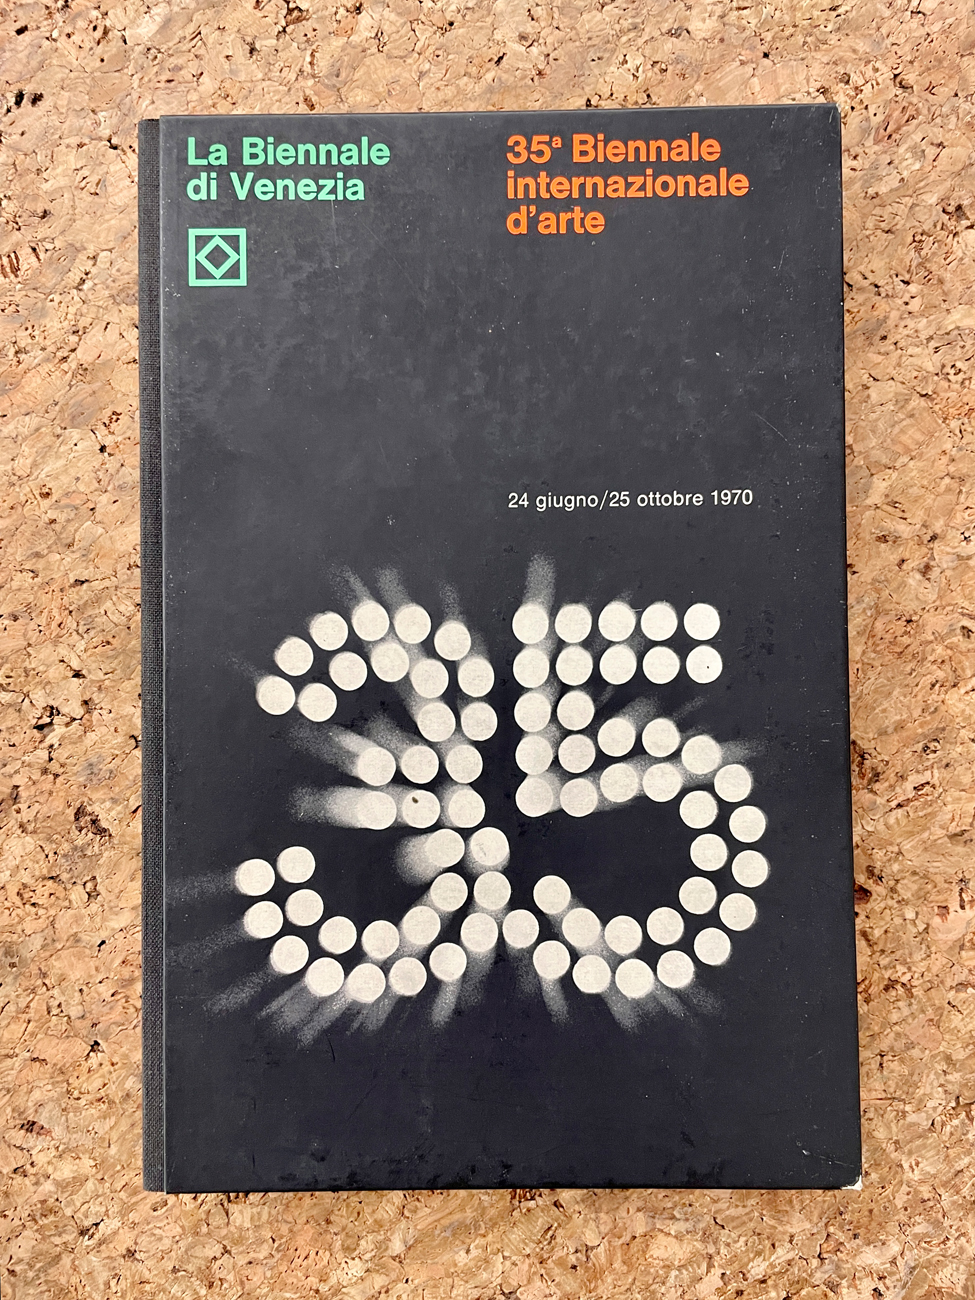 La Biennale
di Venezia
35ª Biennale
internazionale
d'arte
24 giugno/25 ottobre 1970
35